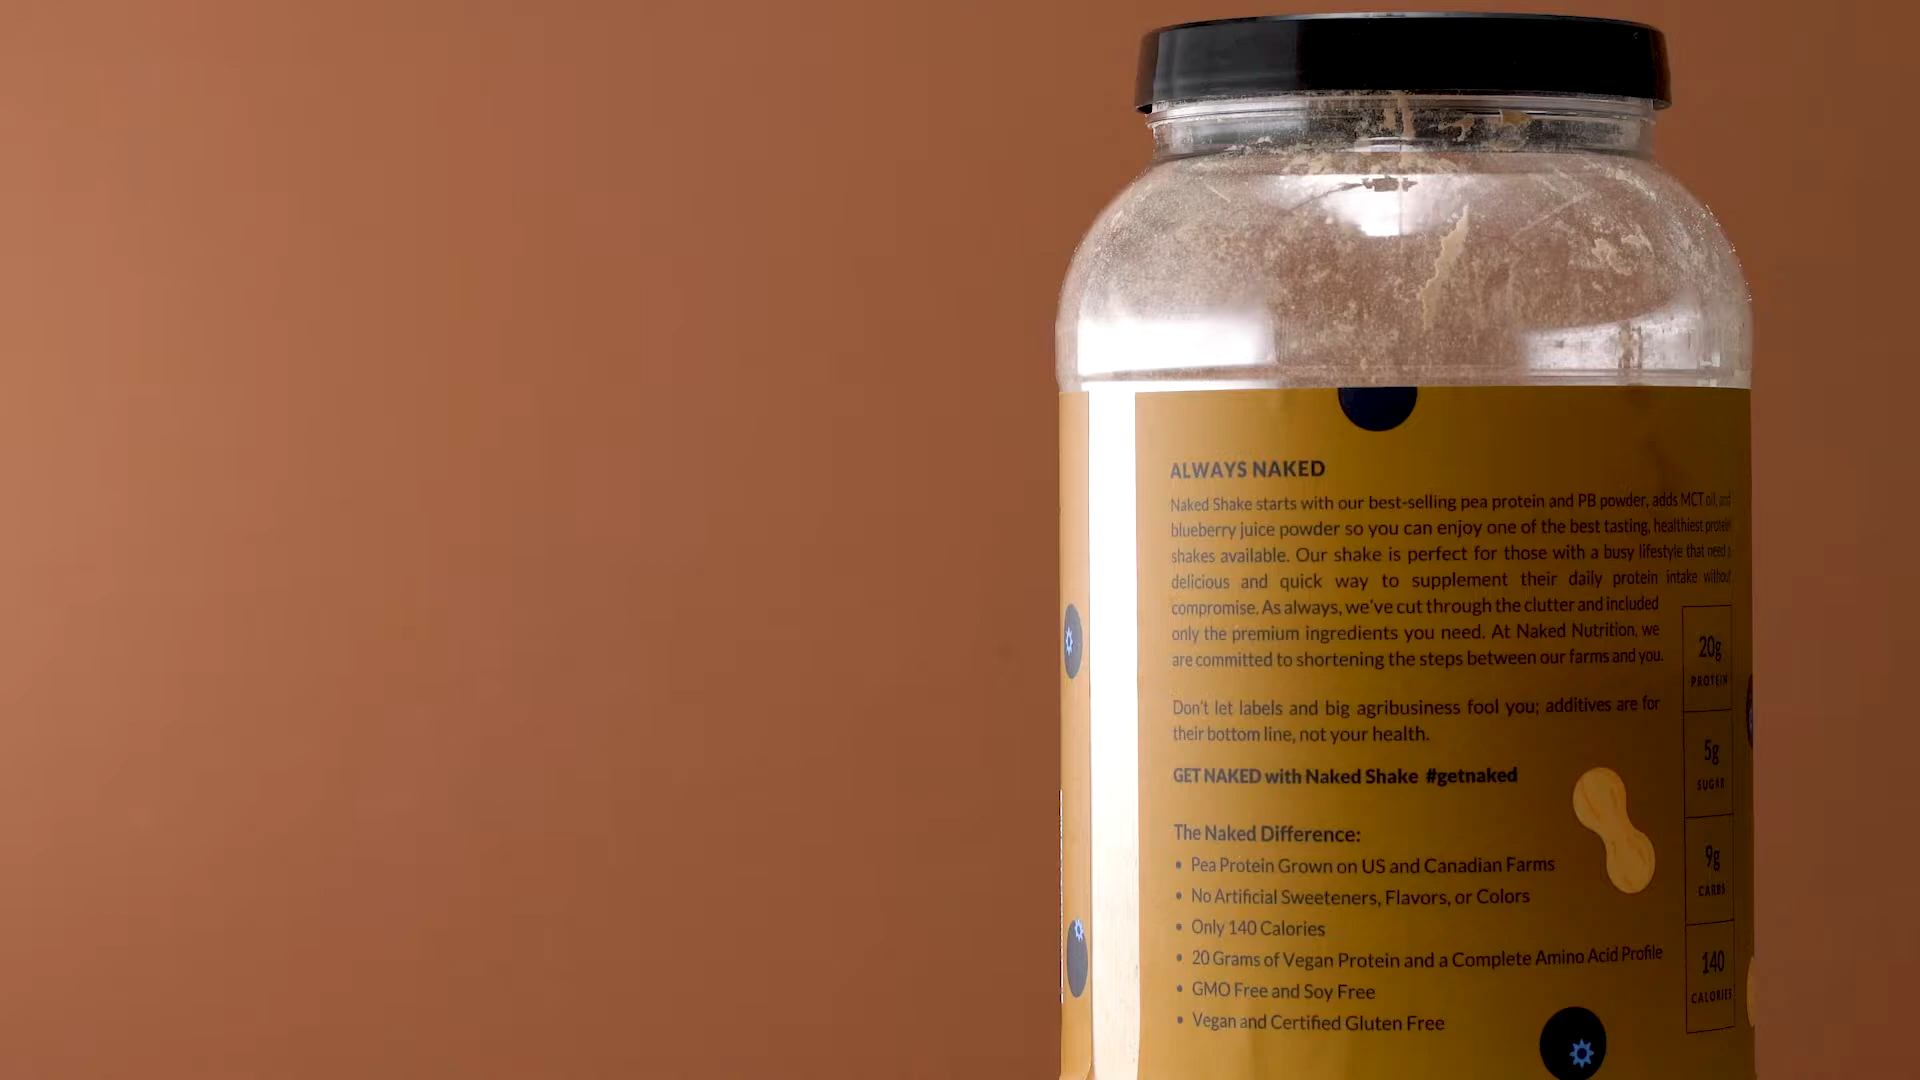 ALWAYS NAKED
Naked Shake starts with our best-selling pea protein and PB powder, adds MCT oil, and
blueberry juice powder so you can enjoy one of the best tasting, healthiest protein
shakes available. Our shake is perfect for those with a busy lifestyle that need a
delicious and quick way to supplement their daily protein intake without
compromise. As always, we've cut through the clutter and included
only the premium ingredients you need. At Naked Nutrition, we
are committed to shortening the steps between our farms and you.
Don't let labels and big agribusiness fool you; additives are for
their bottom line, not your health.
GET NAKED with Naked Shake #getnaked
The Naked Difference:
• Pea Protein Grown on US and Canadian Farms
• No Artificial Sweeteners, Flavors, or Colors
• Only 140 Calories
• 20 Grams of Vegan Protein and a Complete Amino Acid Profile
• GMO Free and Soy Free
• Vegan and Certified Gluten Free
20g
PROTEIN
5g
SUGAR
9g
CARBS
140
CALORIES